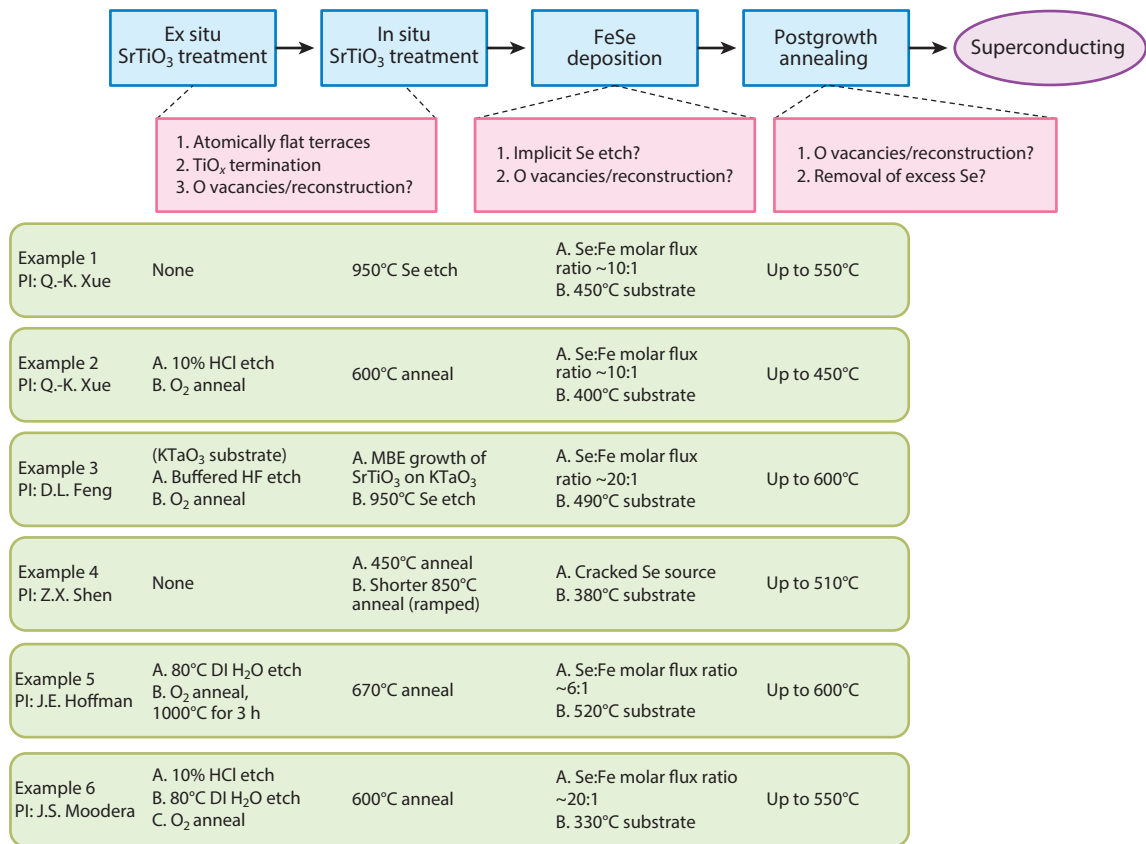 Ex situ
SrTiO₃ treatment
In situ
SrTiO₃ treatment
FeSe
deposition
Postgrowth
annealing
Superconducting
1. Atomically flat terraces
2. TiOₓ termination
3. O vacancies/reconstruction?
1. Implicit Se etch?
2. O vacancies/reconstruction?
1. O vacancies/reconstruction?
2. Removal of excess Se?
Example 1
PI: Q.-K. Xue
None
950°C Se etch
A. Se:Fe molar flux
ratio ~10:1
B. 450°C substrate
Up to 550°C
Example 2
PI: Q.-K. Xue
A. 10% HCl etch
B. O₂ anneal
600°C anneal
A. Se:Fe molar flux
ratio ~10:1
B. 400°C substrate
Up to 450°C
Example 3
PI: D.L. Feng
(KTaO₃ substrate)
A. Buffered HF etch
B. O₂ anneal
A. MBE growth of
SrTiO₃ on KTaO₃
B. 950°C Se etch
A. Se:Fe molar flux
ratio ~20:1
B. 490°C substrate
Up to 600°C
Example 4
PI: Z.X. Shen
None
A. 450°C anneal
B. Shorter 850°C
anneal (ramped)
A. Cracked Se source
B. 380°C substrate
Up to 510°C
Example 5
PI: J.E. Hoffman
A. 80°C DI H₂O etch
B. O₂ anneal,
1000°C for 3 h
670°C anneal
A. Se:Fe molar flux ratio
~6:1
B. 520°C substrate
Up to 600°C
Example 6
PI: J.S. Moodera
A. 10% HCl etch
B. 80°C DI H₂O etch
C. O₂ anneal
600°C anneal
A. Se:Fe molar flux ratio
~20:1
B. 330°C substrate
Up to 550°C